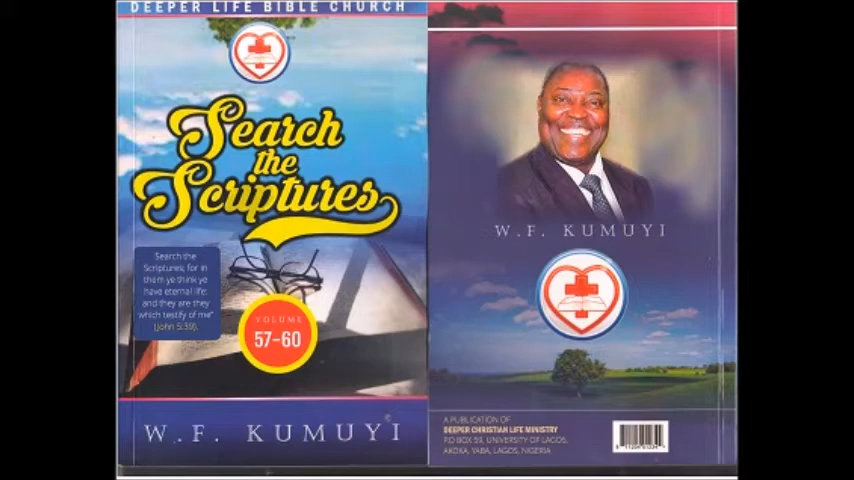 DEEPER LIFE BIBLE CHURCH
Search
the
Scriptures
Search the
Scriptures; for in
them ye think ye
have eternal life:
and they are they
which testify of me"
(John 5:39).
VOLUME
57-60
W.F. KUMUYI
W.F. KUMUYI
A PUBLICATION OF
DEEPER CHRISTIAN LIFE MINISTRY
P.O BOX 59, UNIVERSITY OF LAGOS,
AKOKA, YABA, LAGOS, NIGERIA